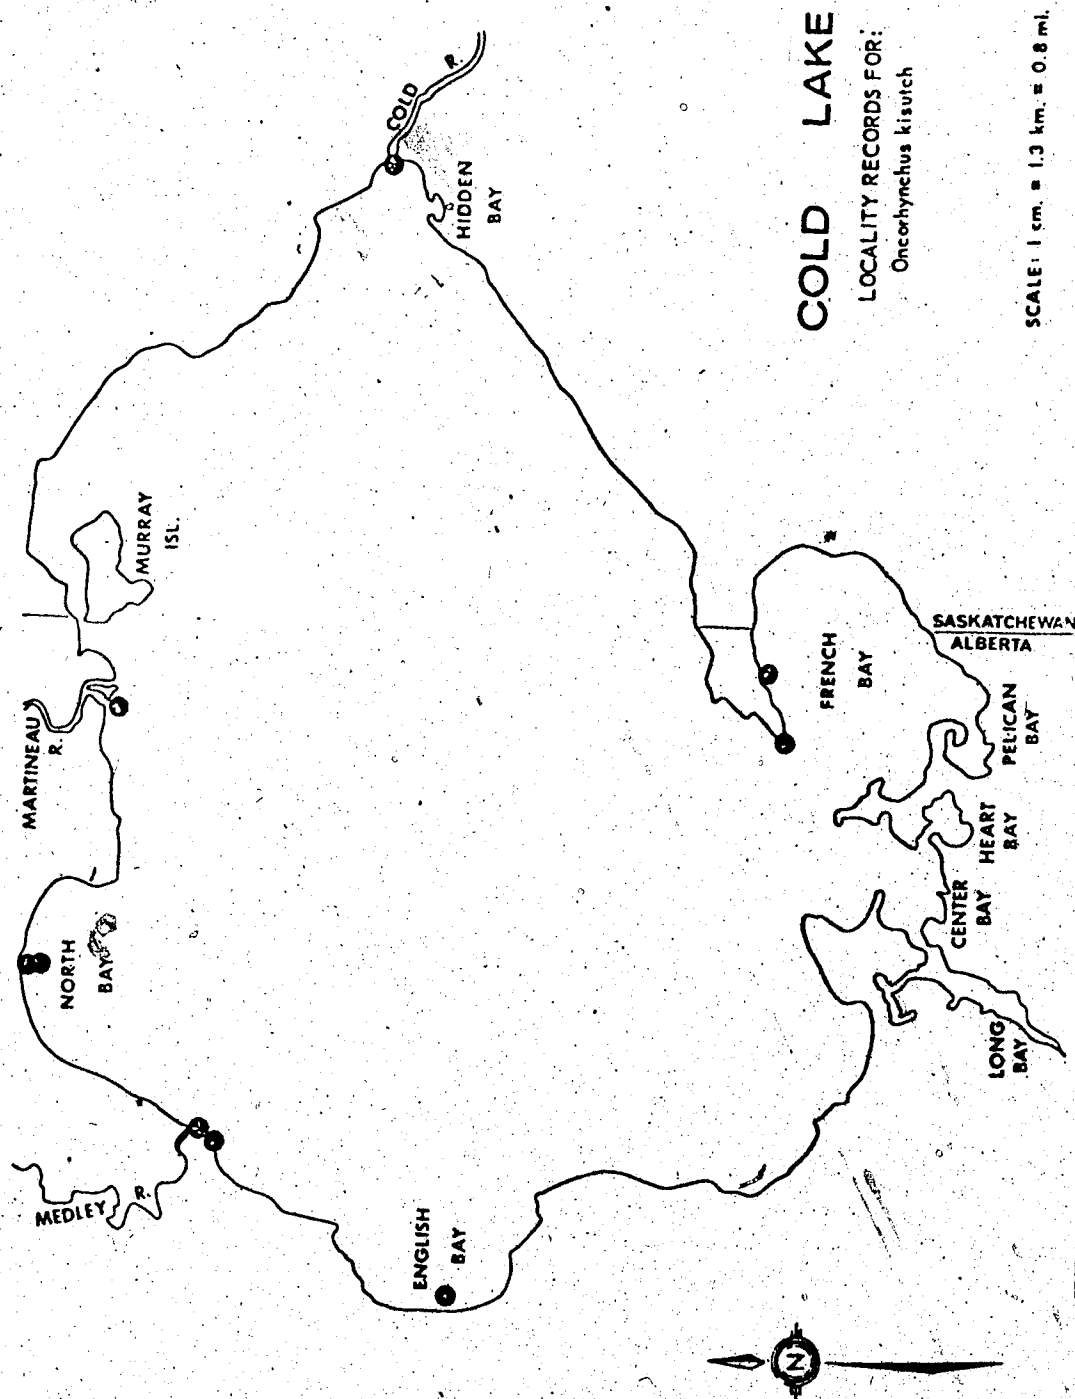 COLD LAKE
LOCALITY RECORDS FOR:
Oncorhynchus kisutch
SCALE: 1 cm. = 1.3 km. = 0.8 mi.
COLD R.
HIDDEN
BAY
MURRAY
ISL.
MARTINEAU
R.
NORTH
BAY
MEDLEY R.
ENGLISH
BAY
FRENCH
BAY
SASKATCHEWAN
ALBERTA
PELICAN
BAY
HEART
BAY
CENTER
BAY
LONG
BAY
N